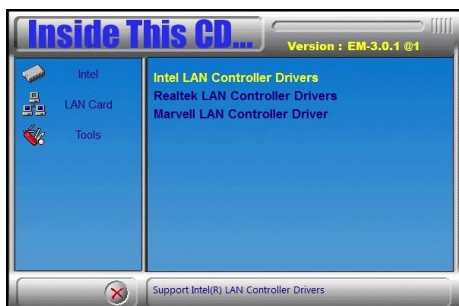 Inside This CD...
Version : EM-3.0.1 @1
Intel
LAN Card
Tools
Intel LAN Controller Drivers
Realtek LAN Controller Drivers
Marvell LAN Controller Driver
Support Intel(R) LAN Controller Drivers